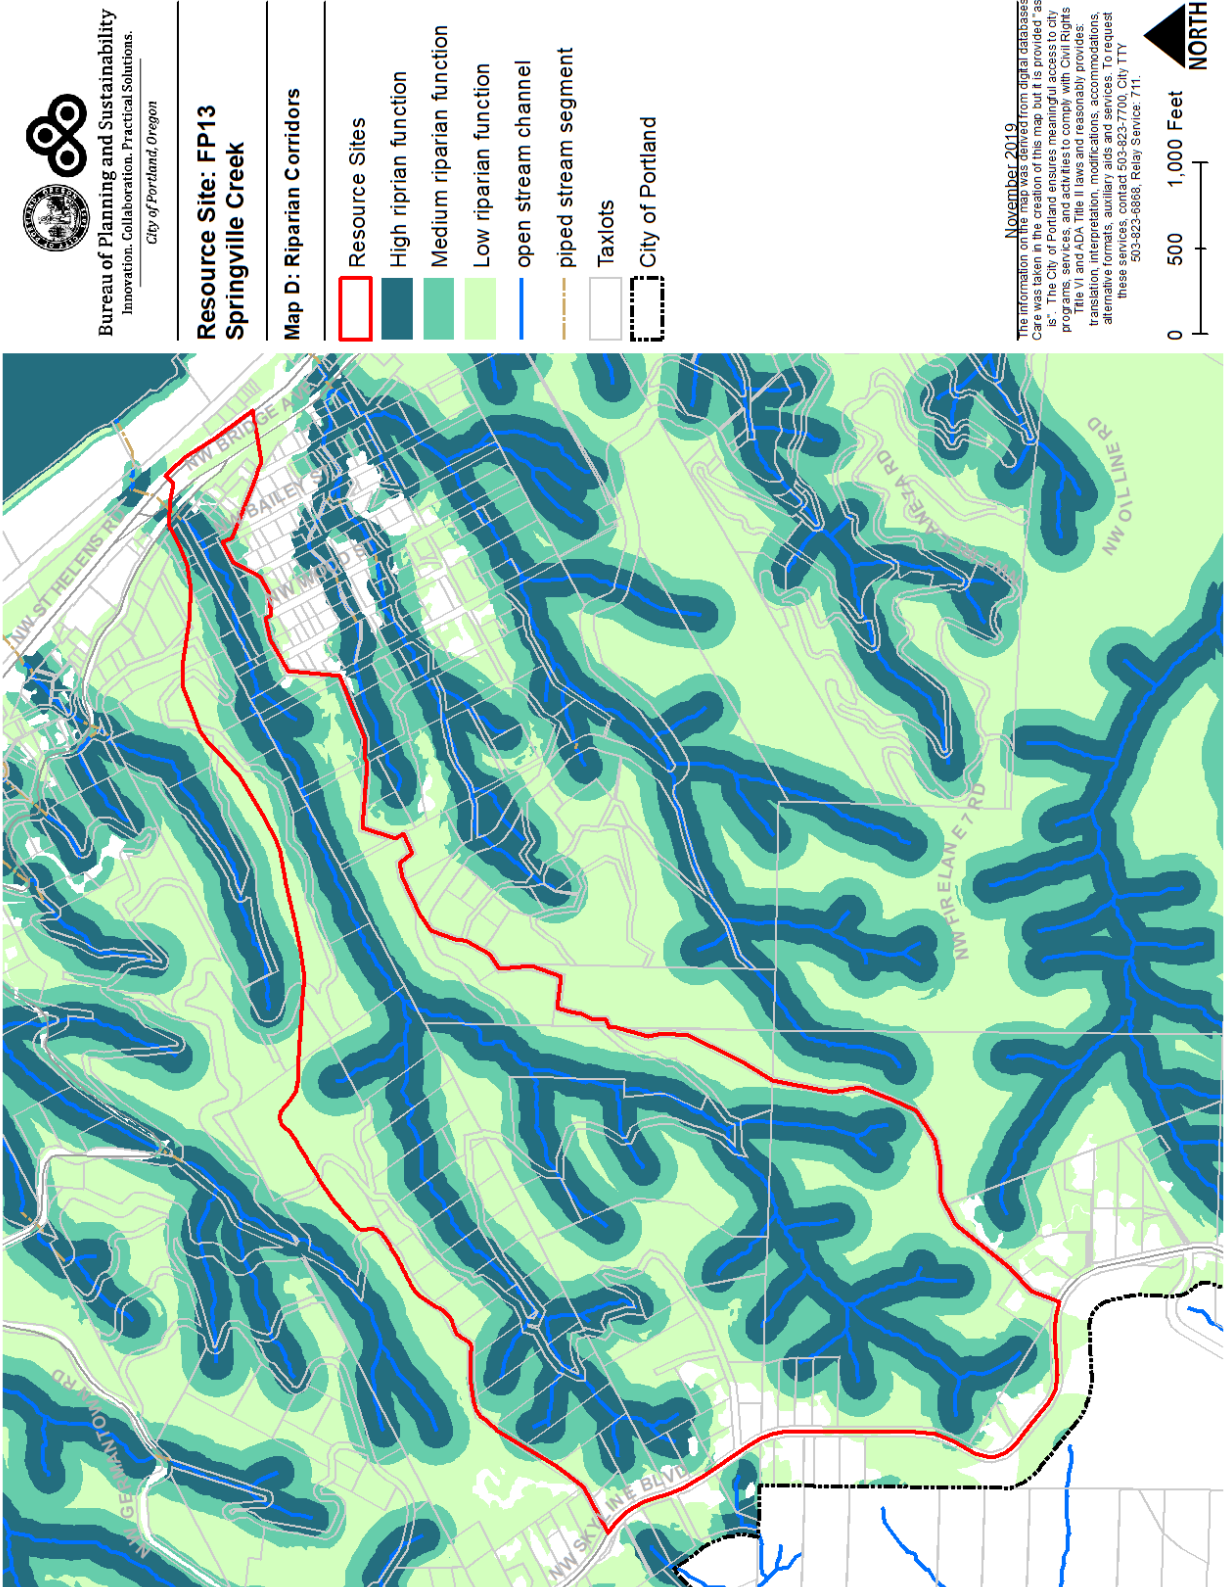 Bureau of Planning and Sustainability
Innovation. Collaboration. Practical Solutions.
City of Portland, Oregon
Resource Site: FP13
Springville Creek
Map D: Riparian Corridors
Resource Sites
High riprian function
Medium riparian function
Low riparian function
open stream channel
piped stream segment
Taxlots
City of Portland
November 2019
The information on the map was derived from digital databases
Care was taken in the creation of this map but it is provided "as
is". The City of Portland ensures meaningful access to city
programs, services, and activities to comply with Civil Rights
Title VI and ADA Title II laws and reasonably provides:
translation, interpretation, modifications, accommodations,
alternative formats, auxiliary aids and services. To request
these services, contact 503-823-7700, City TTY
503-823-6868, Relay Service: 711.
0 500 1,000 Feet
NORTH
NW ST HELENS R
NW BRIDGE AV
BAILEY S
NW WOOD ST
NW OIL LINE RD
NW FIRELANE 7 RD
NW GERMANTOWN RD
NW SKYLINE BLVD